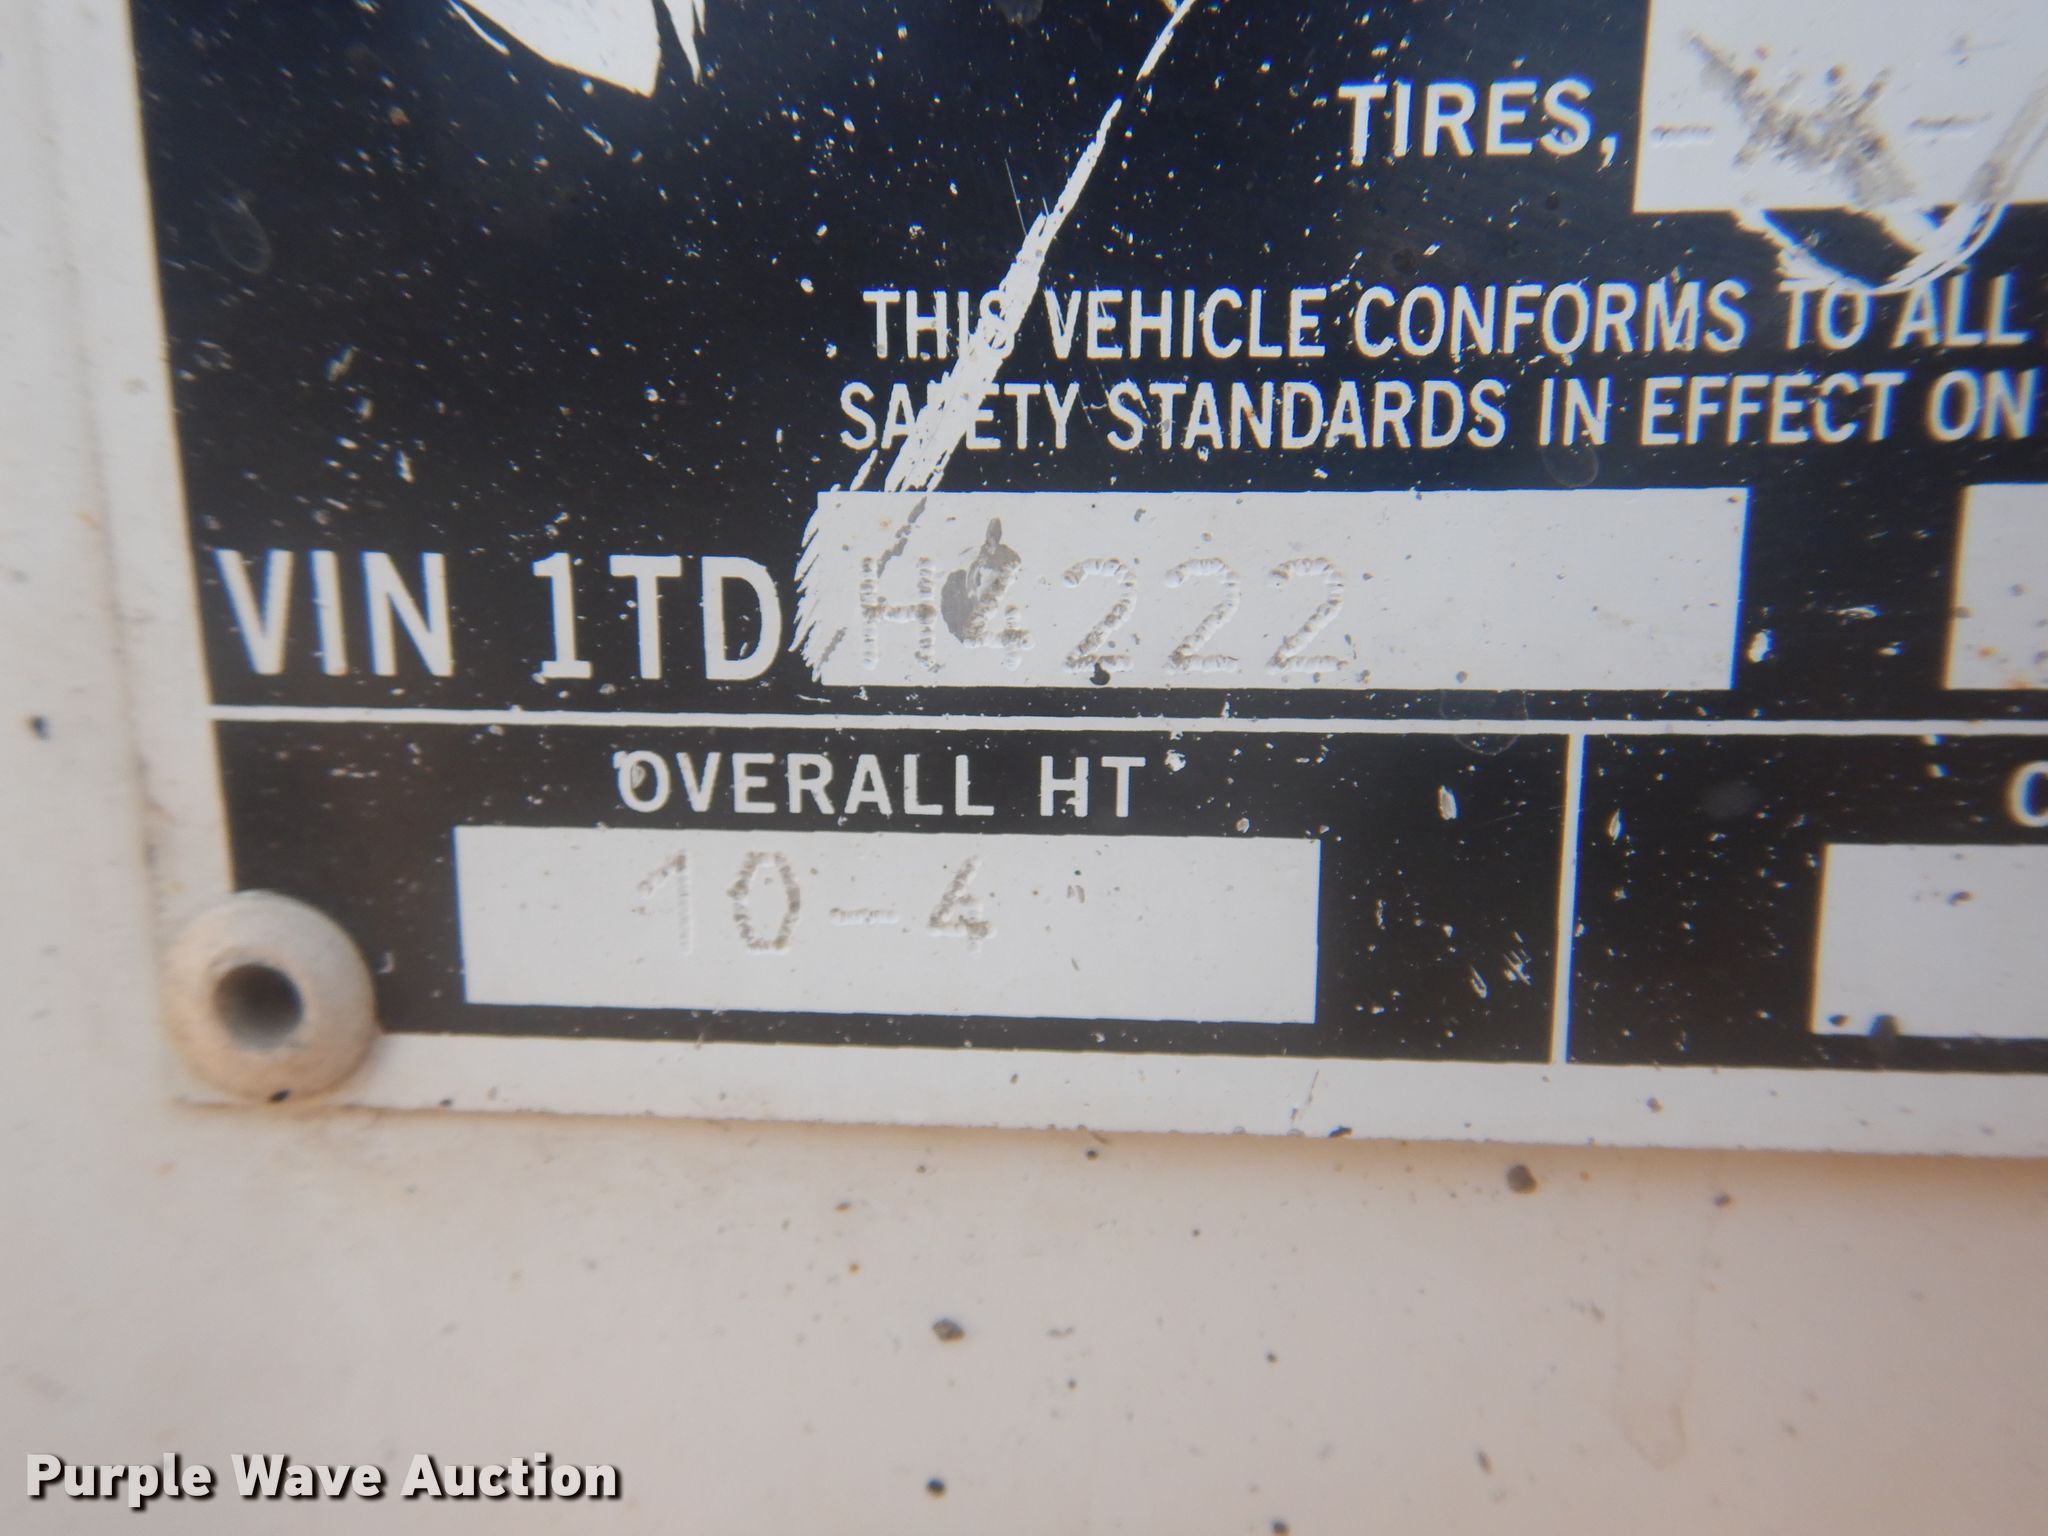 TIRES,
THIS VEHICLE CONFORMS TO ALL
SAFETY STANDARDS IN EFFECT ON
VIN 1TD H4222
OVERALL HT
10-4
Purple Wave Auction